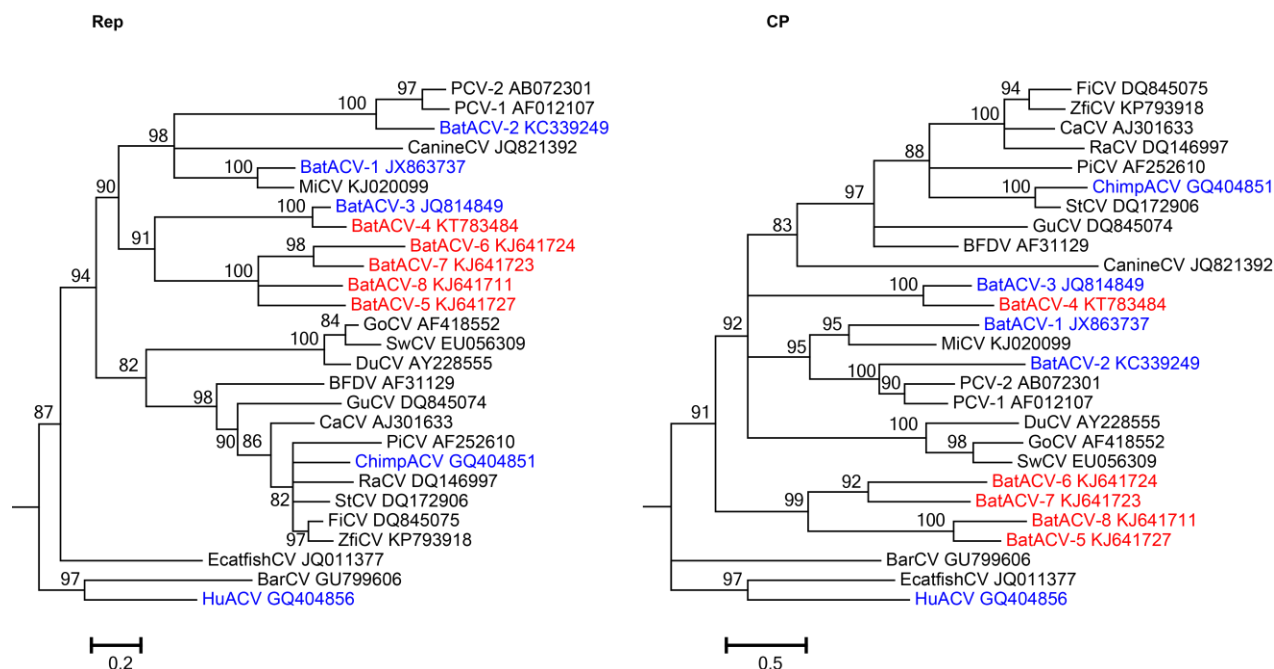 Rep
CP
97
PCV-2 AB072301
100
PCV-1 AF012107
BatACV-2 KC339249
98
CanineCV JQ821392
BatACV-1 JX863737
100
MiCV KJ020099
90
BatACV-3 JQ814849
100
BatACV-4 KT783484
91
BatACV-6 KJ641724
98
BatACV-7 KJ641723
100
BatACV-8 KJ641711
BatACV-5 KJ641727
94
GoCV AF418552
84
SwCV EU056309
100
DuCV AY228555
82
BFDV AF31129
98
GuCV DQ845074
90
86
CaCV AJ301633
PiCV AF252610
ChimpACV GQ404851
RaCV DQ146997
82
StCV DQ172906
FiCV DQ845075
97
ZfiCV KP793918
87
EcatfishCV JQ011377
BarCV GU799606
97
HuACV GQ404856
0.2
94
FiCV DQ845075
ZfiCV KP793918
100
CaCV AJ301633
RaCV DQ146997
88
PiCV AF252610
ChimpACV GQ404851
100
StCV DQ172906
97
GuCV DQ845074
BFDV AF31129
83
CanineCV JQ821392
BatACV-3 JQ814849
100
BatACV-4 KT783484
92
BatACV-1 JX863737
95
MiCV KJ020099
95
BatACV-2 KC339249
100
PCV-2 AB072301
90
PCV-1 AF012107
DuCV AY228555
100
GoCV AF418552
98
SwCV EU056309
91
BatACV-6 KJ641724
92
BatACV-7 KJ641723
99
BatACV-8 KJ641711
100
BatACV-5 KJ641727
BarCV GU799606
EcatfishCV JQ011377
97
HuACV GQ404856
0.5